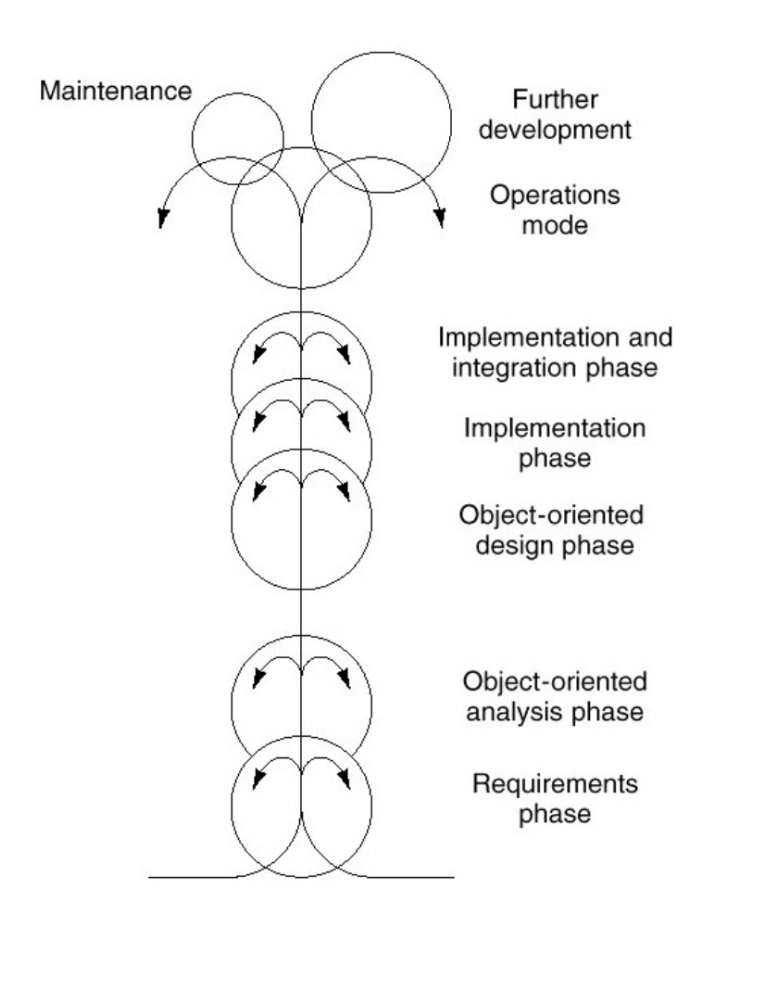 Maintenance
Further
development
Operations
mode
Implementation and
integration phase
Implementation
phase
Object-oriented
design phase
Object-oriented
analysis phase
Requirements
phase